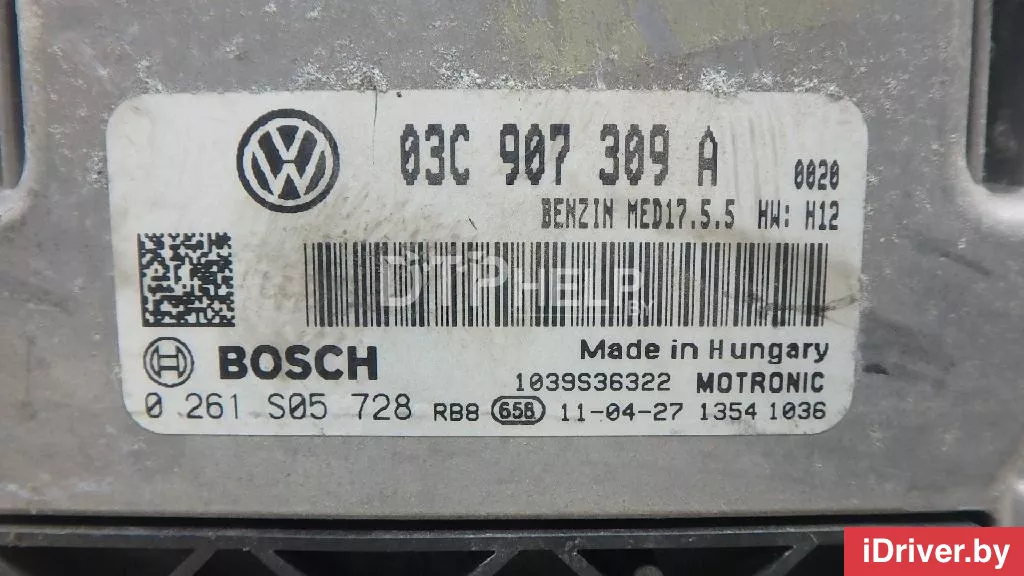 03C 907 309 A 0020
BENZIN MED17.5.5 HW: H12
DTPHELP
.BY
BOSCH Made in Hungary
1039S36322 MOTRONIC
0 261 S05 728 RB8 658 11-04-27 1354 1036
iDriver.by